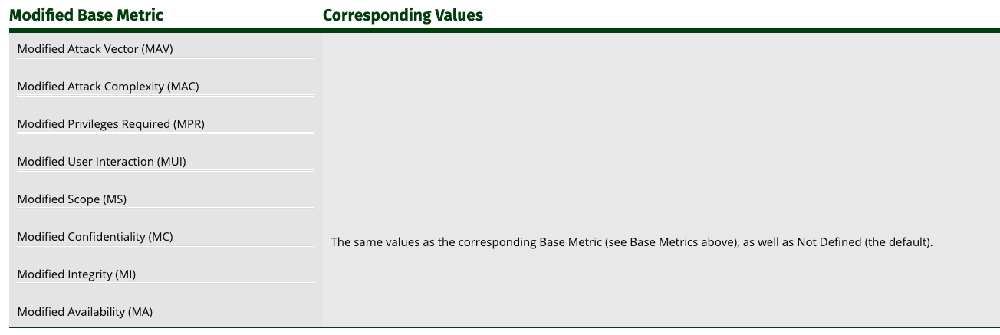 Modified Base Metric Corresponding Values
Modified Attack Vector (MAV)
Modified Attack Complexity (MAC)
Modified Privileges Required (MPR)
Modified User Interaction (MUI)
Modified Scope (MS)
Modified Confidentiality (MC)
The same values as the corresponding Base Metric (see Base Metrics above), as well as Not Defined (the default).
Modified Integrity (MI)
Modified Availability (MA)